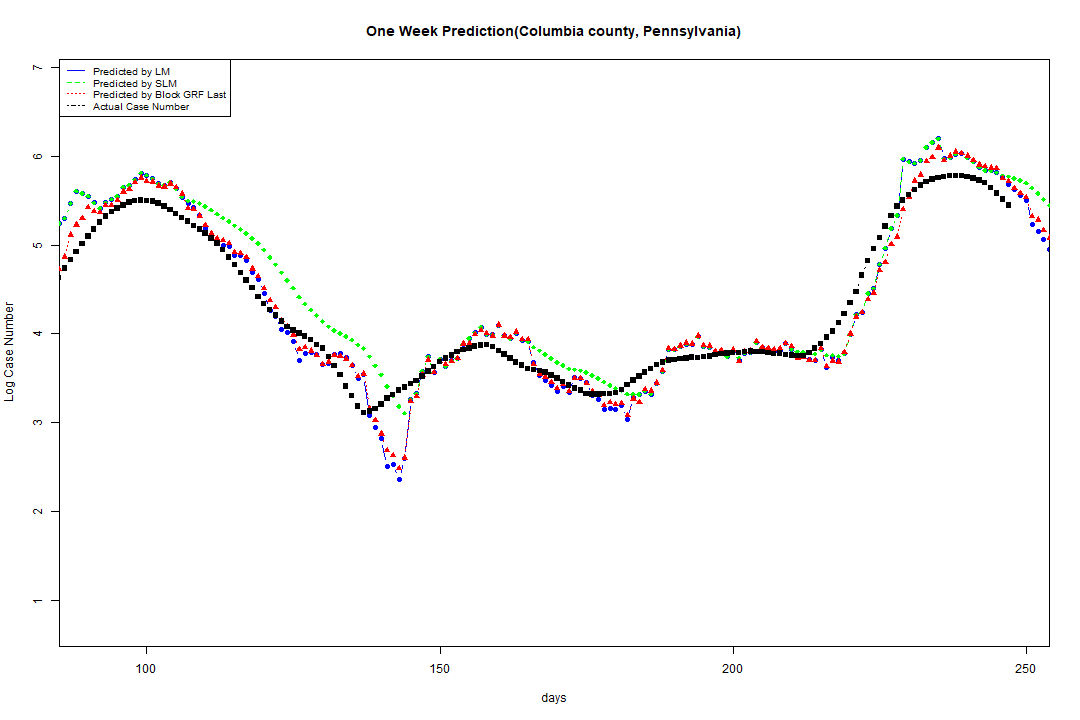 One Week Prediction(Columbia county, Pennsylvania)
Predicted by LM
Predicted by SLM
Predicted by Block GRF Last
Actual Case Number
7
6
5
4
3
2
1
Log Case Number
100 150 200 250
days